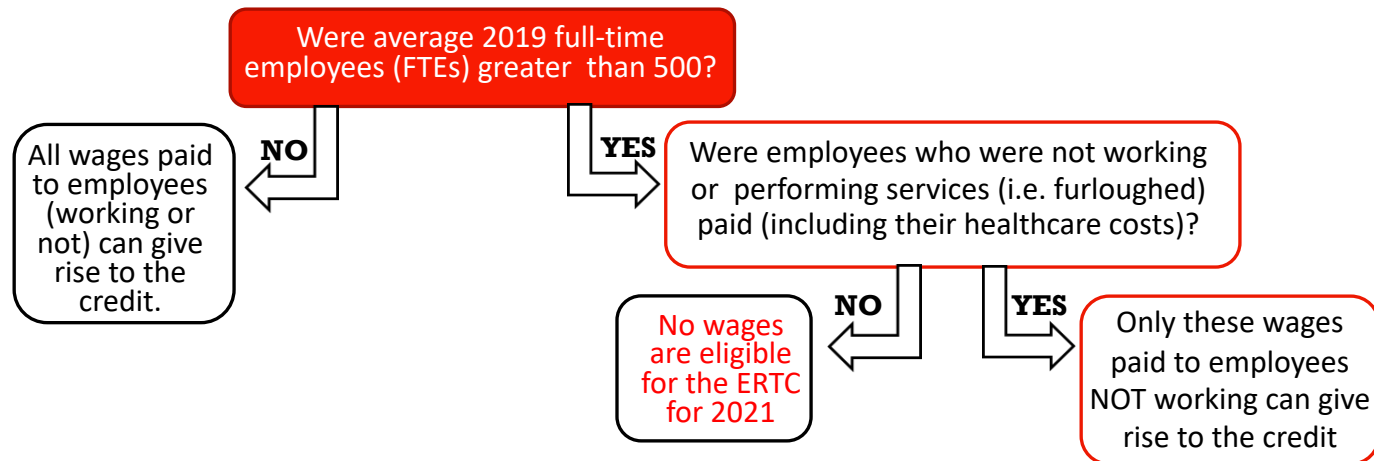 Were average 2019 full-time
employees (FTEs) greater than 500?
NO
YES
All wages paid
to employees
(working or
not) can give
rise to the
credit.
Were employees who were not working
or performing services (i.e. furloughed)
paid (including their healthcare costs)?
NO
YES
No wages
are eligible
for the ERTC
for 2021
Only these wages
paid to employees
NOT working can give
rise to the credit